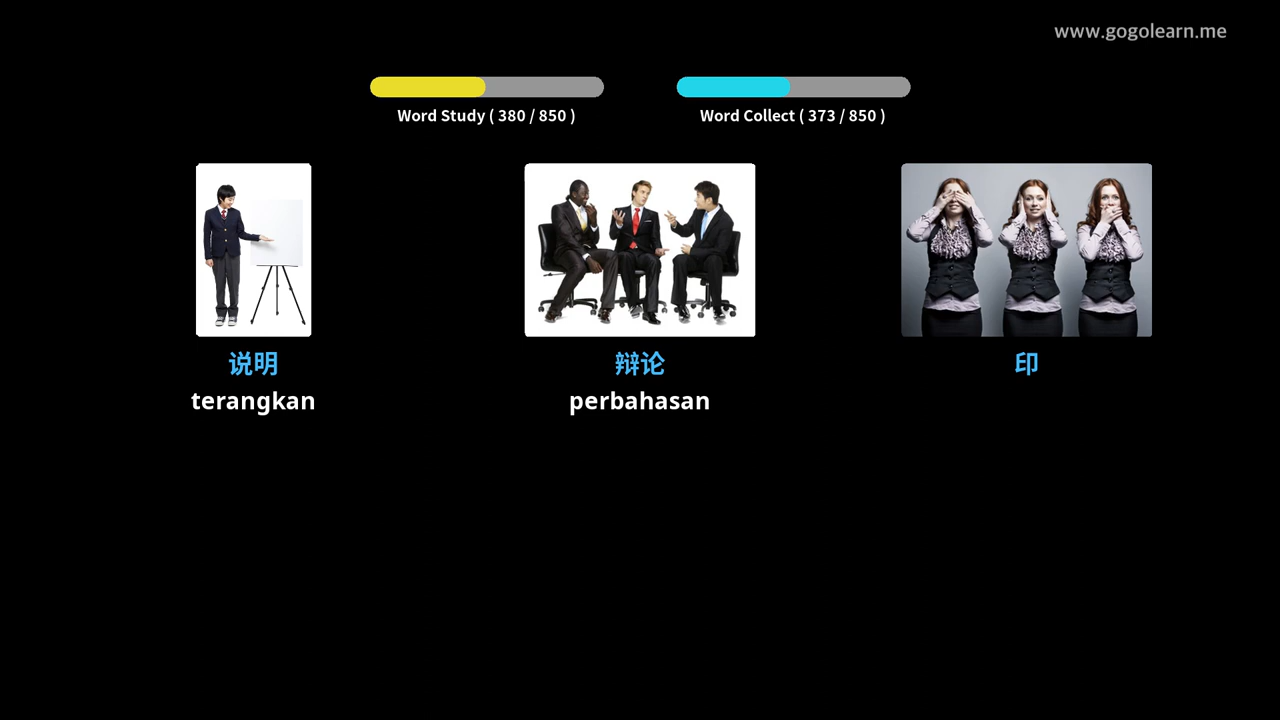 www.gogolearn.me
Word Study ( 380 / 850 )
Word Collect ( 373 / 850 )
说明
terangkan
辩论
perbahasan
印